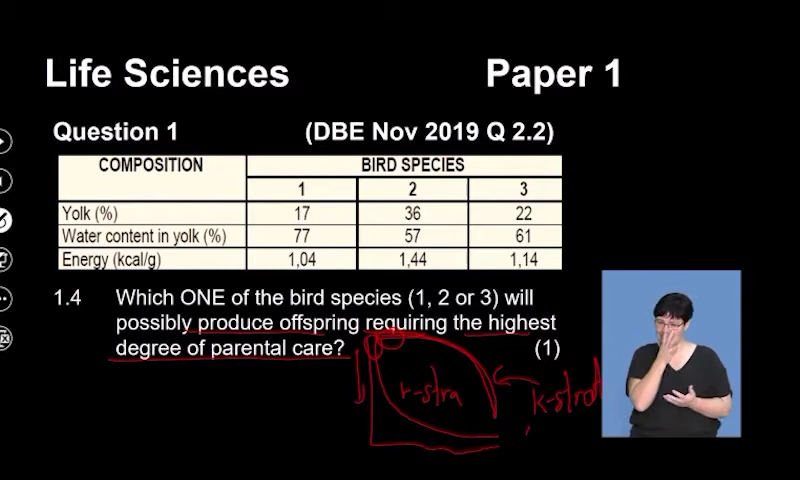 Life Sciences Paper 1
Question 1 (DBE Nov 2019 Q 2.2)
COMPOSITION BIRD SPECIES
1 2 3
Yolk (%) 17 36 22
Water content in yolk (%) 77 57 61
Energy (kcal/g) 1,04 1,44 1,14
1.4 Which ONE of the bird species (1, 2 or 3) will
possibly produce offspring requiring the highest
degree of parental care? (1)
r-stra
k-strat